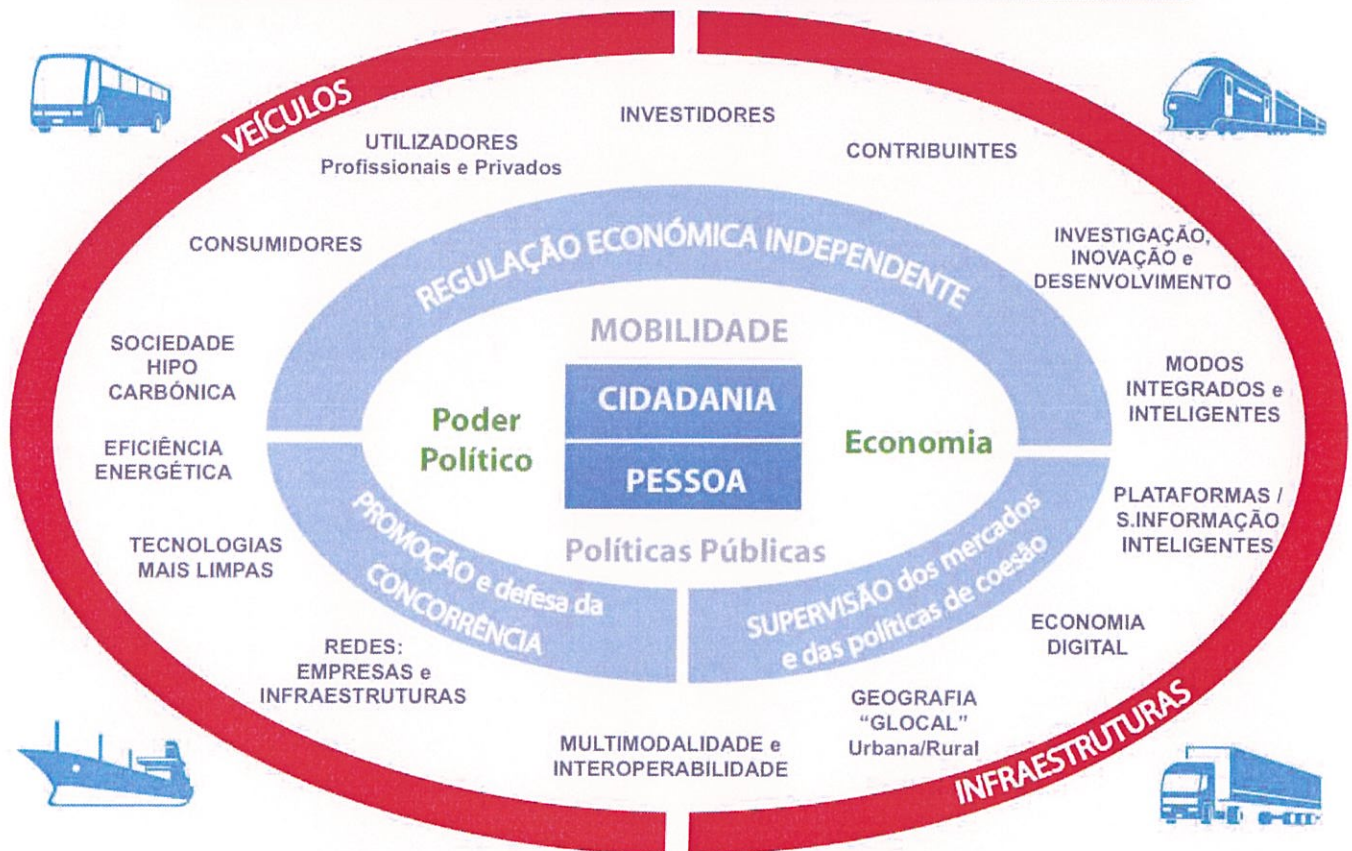 VEÍCULOS
INVESTIDORES
UTILIZADORES
Profissionais e Privados
CONTRIBUINTES
CONSUMIDORES
REGULAÇÃO ECONÓMICA INDEPENDENTE
INVESTIGAÇÃO,
INOVAÇÃO e
DESENVOLVIMENTO
SOCIEDADE
HIPO
CARBÓNICA
MOBILIDADE
CIDADANIA
PESSOA
Poder
Político
Economia
Políticas Públicas
MODOS
INTEGRADOS e
INTELIGENTES
EFICIÊNCIA
ENERGÉTICA
PLATAFORMAS /
S.INFORMAÇÃO
INTELIGENTES
TECNOLOGIAS
MAIS LIMPAS
PROMOÇÃO e defesa da
CONCORRÊNCIA
SUPERVISÃO dos mercados
e das políticas de coesão
ECONOMIA
DIGITAL
REDES:
EMPRESAS e
INFRAESTRUTURAS
GEOGRAFIA
“GLOCAL”
Urbana/Rural
MULTIMODALIDADE e
INTEROPERABILIDADE
INFRAESTRUTURAS